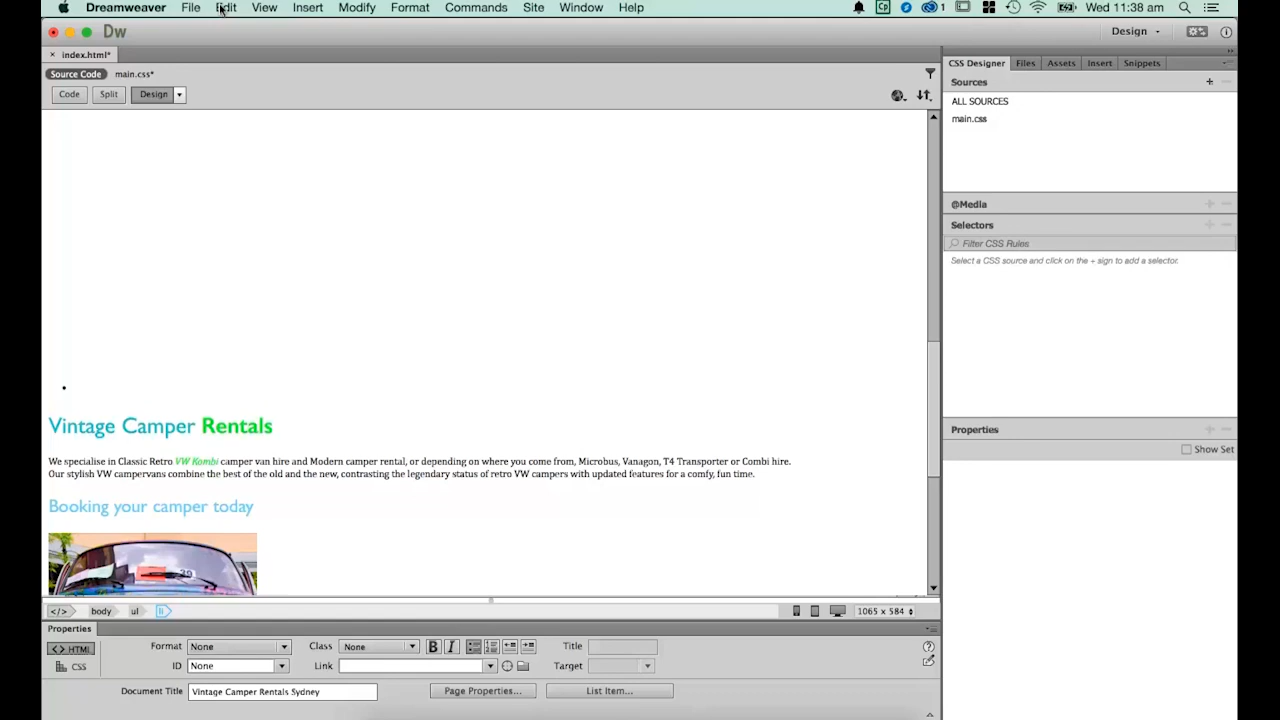 Dreamweaver File Edit View Insert Modify Format Commands Site Window Help Cp 1 Wed 11:38 am
Dw Design
× index.html*
Source Code main.css*
Code Split Design
CSS Designer Files Assets Insert Snippets
Sources
ALL SOURCES
main.css
@Media
Selectors
Filter CSS Rules
Select a CSS source and click on the + sign to add a selector.
Properties
Show Set
Vintage Camper Rentals
We specialise in Classic Retro VW Kombi camper van hire and Modern camper rental, or depending on where you come from, Microbus, Vanagon, T4 Transporter or Combi hire.
Our stylish VW campervans combine the best of the old and the new, contrasting the legendary status of retro VW campers with updated features for a comfy, fun time.
Booking your camper today
</> body ul li 1065 x 584
Properties
<> HTML Format None Class None B I Title
CSS ID None Link Target
Document Title Vintage Camper Rentals Sydney Page Properties... List Item...